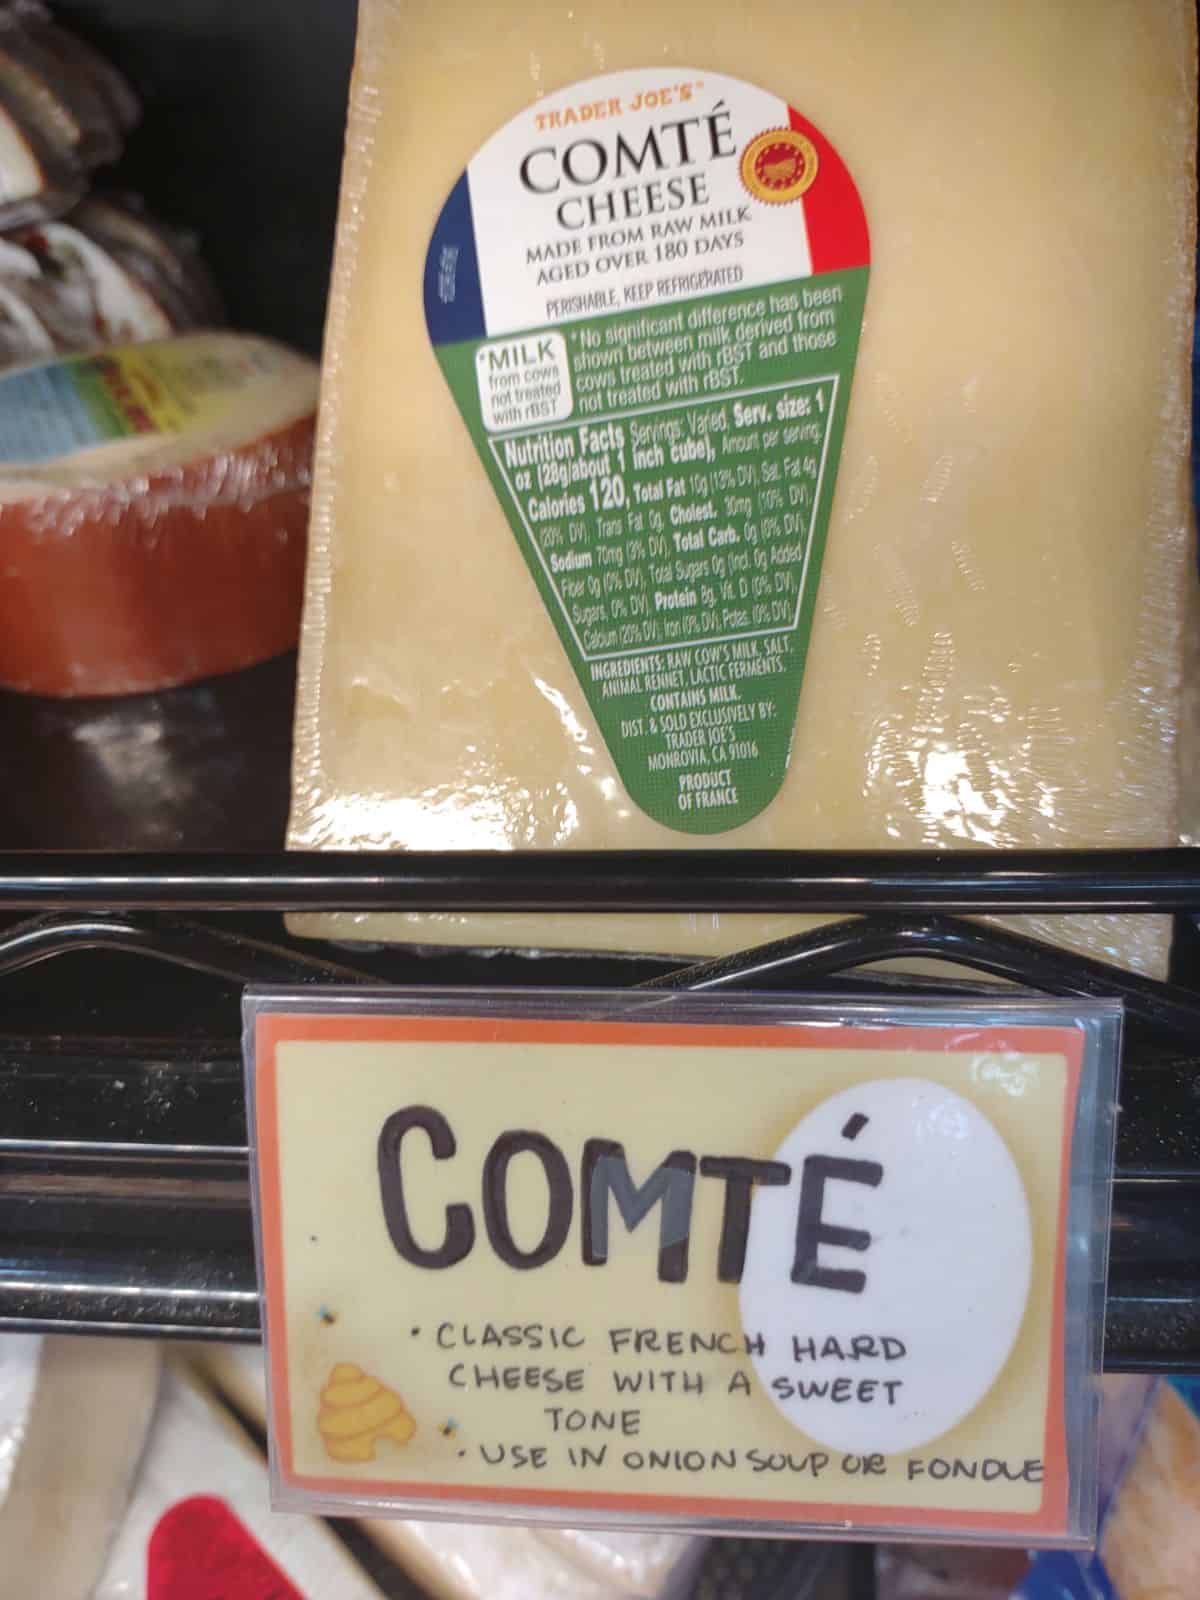 TRADER JOE'S™
COMTÉ
CHEESE
MADE FROM RAW MILK
AGED OVER 180 DAYS
PERISHABLE, KEEP REFRIGERATED
*MILK
from cows
not treated
with rBST
*No significant difference has been
shown between milk derived from
cows treated with rBST and those
not treated with rBST.
Nutrition Facts Servings: Varied, Serv. size: 1
oz (28g/about 1 inch cube), Amount per serving:
Calories 120, Total Fat 10g (13% DV), Sat. Fat 4g
(20% DV), Trans Fat 0g, Cholest. 30mg (10% DV),
Sodium 70mg (3% DV), Total Carb. 0g (0% DV),
Fiber 0g (0% DV), Total Sugars 0g (Incl. 0g Added
Sugars, 0% DV), Protein 8g, Vit. D (0% DV),
Calcium (20% DV), Iron (0% DV), Potas. (0% DV)
INGREDIENTS: RAW COW'S MILK, SALT,
ANIMAL RENNET, LACTIC FERMENTS.
CONTAINS MILK.
DIST. & SOLD EXCLUSIVELY BY:
TRADER JOE'S
MONROVIA, CA 91016
PRODUCT
OF FRANCE
COMTÉ
• CLASSIC FRENCH HARD
CHEESE WITH A SWEET
TONE
• USE IN ONION SOUP OR FONDUE